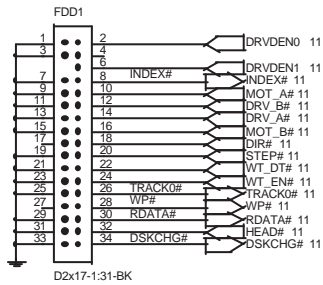 FDD1
1 2 DRVDEN0 11
3 4
6 DRVDEN1 11
7 8 INDEX# INDEX# 11
9 10 MOT_A# 11
11 12 DRV_B# 11
13 14 DRV_A# 11
15 16 MOT_B# 11
17 18 DIR# 11
19 20 STEP# 11
21 22 WT_DT# 11
23 24 WT_EN# 11
25 26 TRACK0# TRACK0# 11
27 28 WP# WP# 11
29 30 RDATA# RDATA# 11
31 32 HEAD# 11
33 34 DSKCHG# DSKCHG# 11
D2x17-1:31-BK